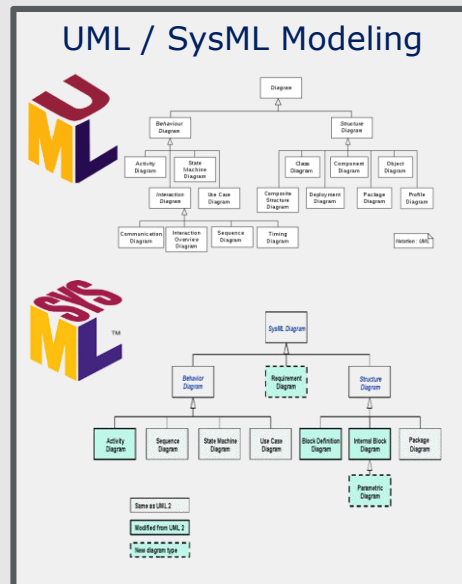 UML / SysML Modeling
UML
Diagram
Behaviour
Diagram
Structure
Diagram
Activity
Diagram
State
Machine
Diagram
Class
Diagram
Component
Diagram
Object
Diagram
Interaction
Diagram
Use Case
Diagram
Composite
Structure
Diagram
Deployment
Diagram
Package
Diagram
Profile
Diagram
Communication
Diagram
Interaction
Overview
Diagram
Sequence
Diagram
Timing
Diagram
Notation : UML
SYSML
TM
SysML Diagram
Behavior
Diagram
Requirement
Diagram
Structure
Diagram
Activity
Diagram
Sequence
Diagram
State Machine
Diagram
Use Case
Diagram
Block Definition
Diagram
Internal Block
Diagram
Package
Diagram
Parametric
Diagram
Same as UML 2
Modified from UML 2
New diagram type